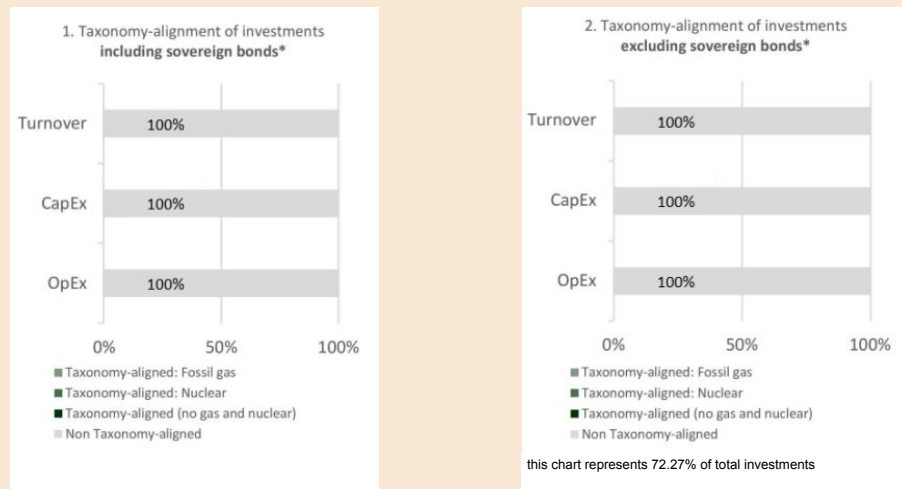 1. Taxonomy-alignment of investments
including sovereign bonds*
Turnover
100%
CapEx
100%
OpEx
100%
0%
50%
100%
Taxonomy-aligned: Fossil gas
Taxonomy-aligned: Nuclear
Taxonomy-aligned (no gas and nuclear)
Non Taxonomy-aligned
2. Taxonomy-alignment of investments
excluding sovereign bonds*
Turnover
100%
CapEx
100%
OpEx
100%
0%
50%
100%
Taxonomy-aligned: Fossil gas
Taxonomy-aligned: Nuclear
Taxonomy-aligned (no gas and nuclear)
Non Taxonomy-aligned
this chart represents 72.27% of total investments